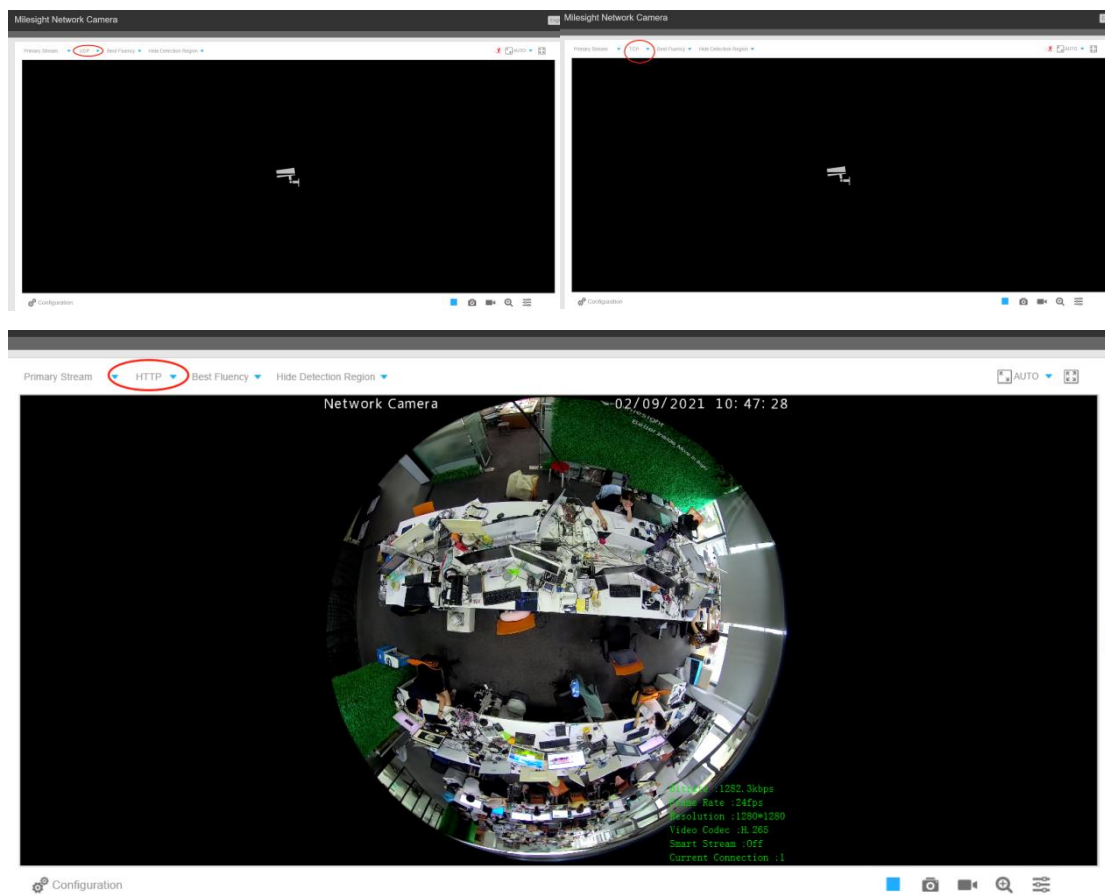 Milesight Network Camera
Primary Stream UDP Best Fluency Hide Detection Region AUTO
Configuration
Milesight Network Camera
Primary Stream TCP Best Fluency Hide Detection Region AUTO
Configuration
Primary Stream HTTP Best Fluency Hide Detection Region AUTO
Network Camera 02/09/2021 10:47:28
Milesight
Rate :1282.3kbps
Rate :24fps
Resolution :1280*1280
Video Codec :H.265
Smart Stream :Off
Current Connection :1
Configuration